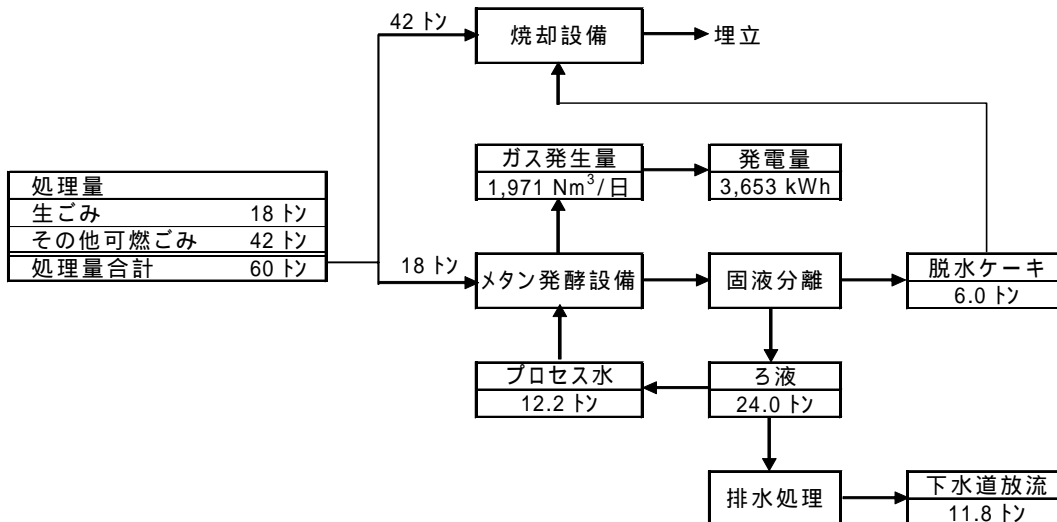 42 トン
焼却設備
埋立
ガス発生量
1,971 Nm³/日
発電量
3,653 kWh
処理量
生ごみ 18 トン
その他可燃ごみ 42 トン
処理量合計 60 トン
18 トン
メタン発酵設備
固液分離
脱水ケーキ
6.0 トン
プロセス水
12.2 トン
ろ液
24.0 トン
排水処理
下水道放流
11.8 トン